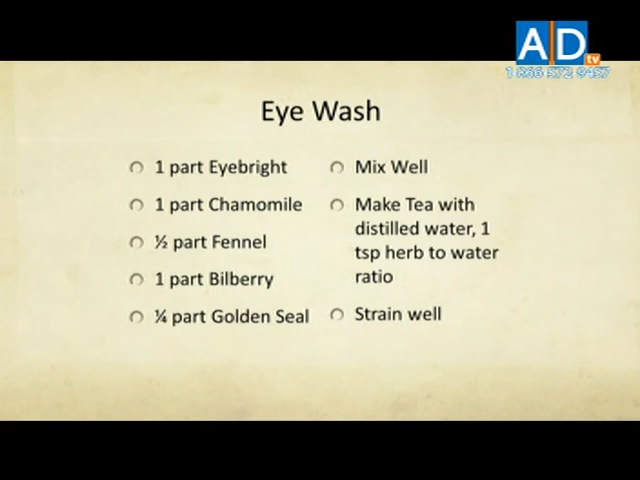 AD
tv
1-866-572-9457
Eye Wash
1 part Eyebright
1 part Chamomile
½ part Fennel
1 part Bilberry
¼ part Golden Seal
Mix Well
Make Tea with
distilled water, 1
tsp herb to water
ratio
Strain well